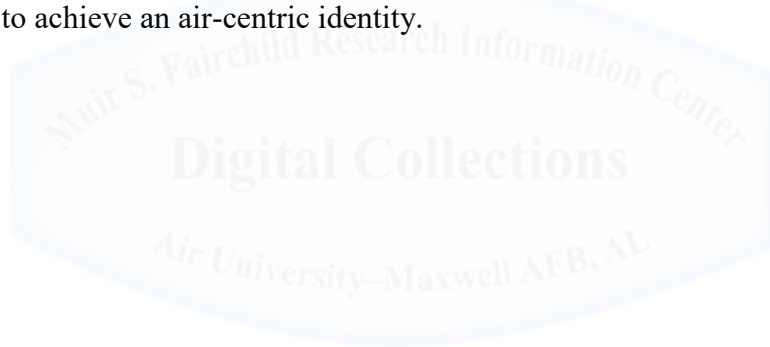 to achieve an air-centric identity.
Muir S. Fairchild Research Information Center
Digital Collections
Air University–Maxwell AFB, AL